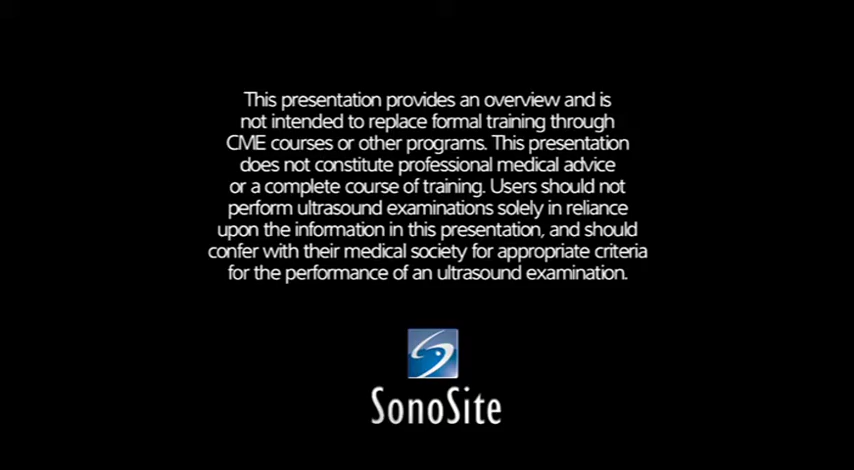 This presentation provides an overview and is
not intended to replace formal training through
CME courses or other programs. This presentation
does not constitute professional medical advice
or a complete course of training. Users should not
perform ultrasound examinations solely in reliance
upon the information in this presentation, and should
confer with their medical society for appropriate criteria
for the performance of an ultrasound examination.
SonoSite